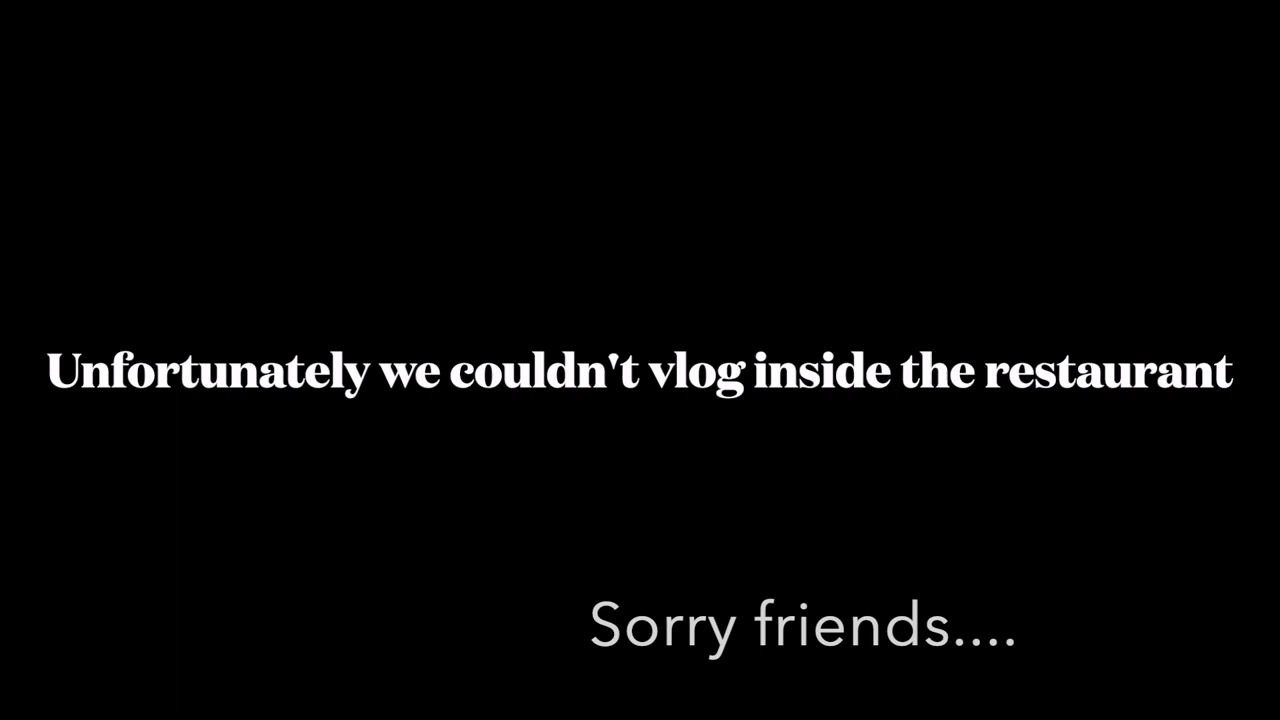 Unfortunately we couldn't vlog inside the restaurant
Sorry friends....